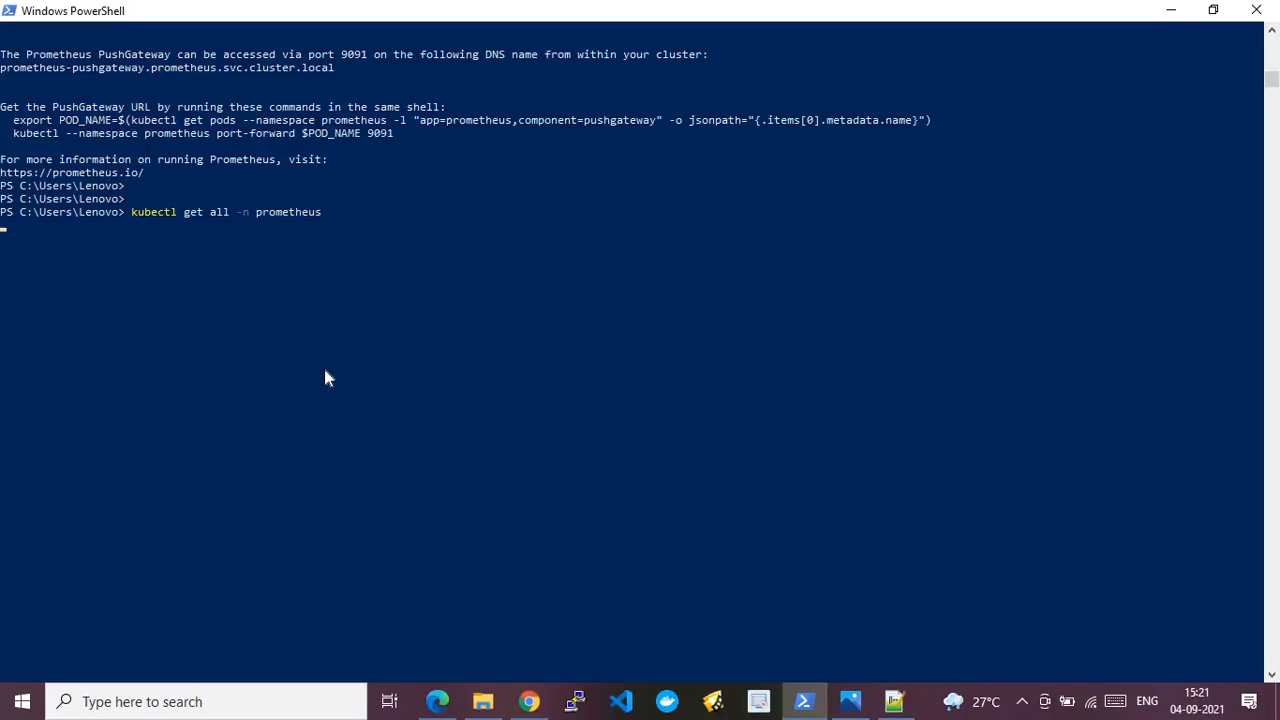 Windows PowerShell
The Prometheus PushGateway can be accessed via port 9091 on the following DNS name from within your cluster:
prometheus-pushgateway.prometheus.svc.cluster.local
Get the PushGateway URL by running these commands in the same shell:
export POD_NAME=$(kubectl get pods --namespace prometheus -l "app=prometheus,component=pushgateway" -o jsonpath="{.items[0].metadata.name}")
kubectl --namespace prometheus port-forward $POD_NAME 9091
For more information on running Prometheus, visit:
https://prometheus.io/
PS C:\Users\Lenovo>
PS C:\Users\Lenovo>
PS C:\Users\Lenovo> kubectl get all -n prometheus
Type here to search
27°C
ENG
15:21
04-09-2021